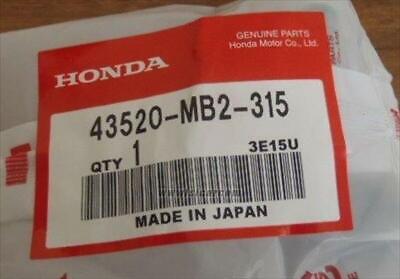 GENUINE PARTS
Honda Motor Co., Ltd.
HONDA
43520-MB2-315
QTY 1 3E15U
MADE IN JAPAN